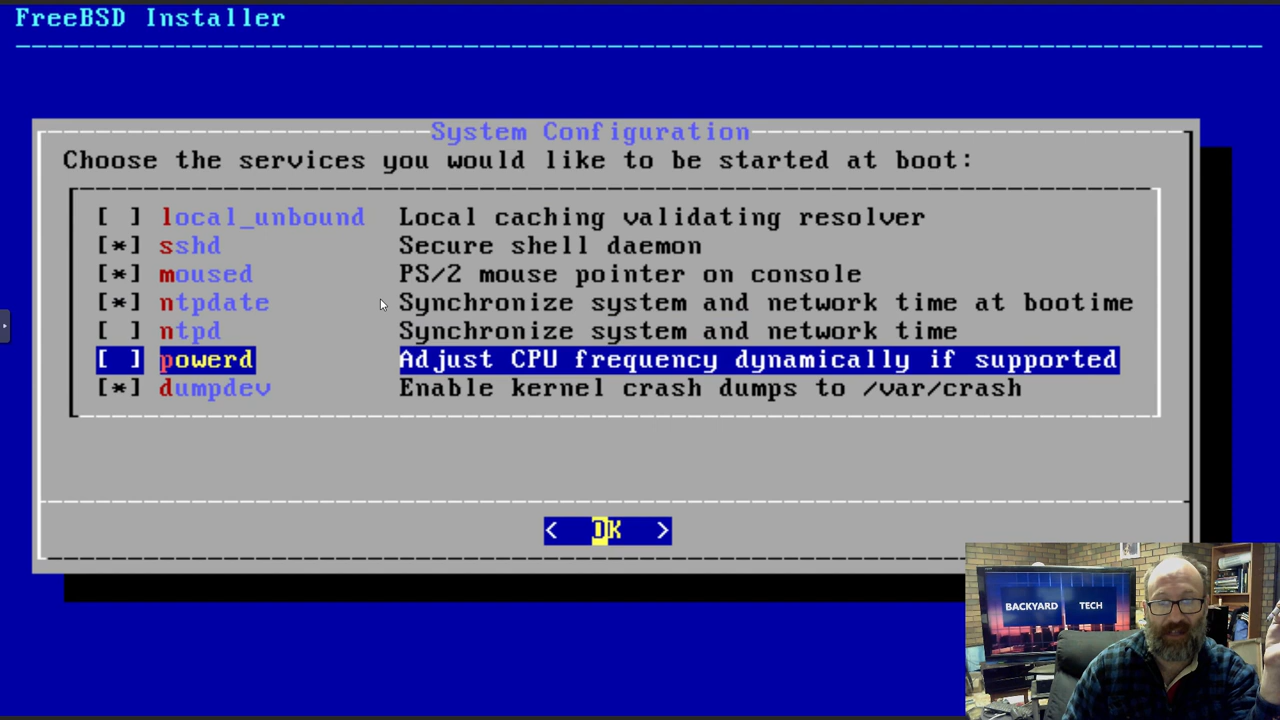 FreeBSD Installer
System Configuration
Choose the services you would like to be started at boot:
[ ] local_unbound Local caching validating resolver
[*] sshd Secure shell daemon
[*] moused PS/2 mouse pointer on console
[*] ntpdate Synchronize system and network time at bootime
[ ] ntpd Synchronize system and network time
[ ] powerd Adjust CPU frequency dynamically if supported
[*] dumpdev Enable kernel crash dumps to /var/crash
< OK >
BACKYARD TECH